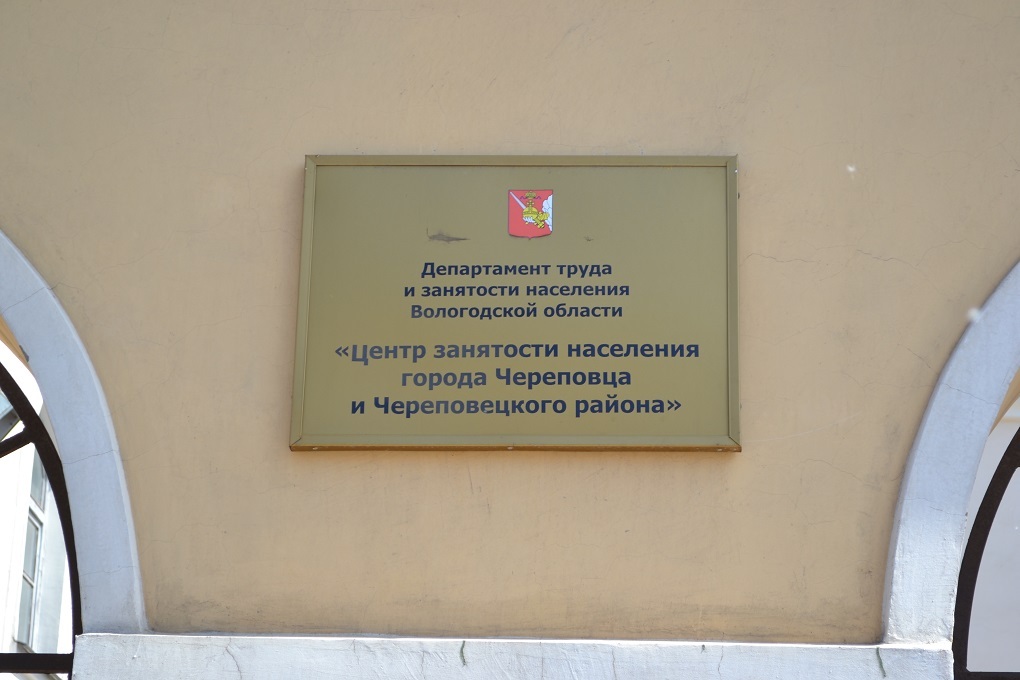 Департамент труда
и занятости населения
Вологодской области
«Центр занятости населения
города Череповца
и Череповецкого района»